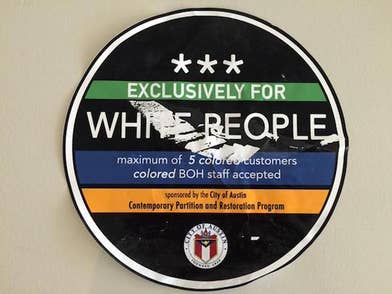 ***
EXCLUSIVELY FOR
WHITE PEOPLE
maximum of 5 colored customers
colored BOH staff accepted
sponsored by the City of Austin
Contemporary Partition and Restoration Program
CITY OF AUSTIN